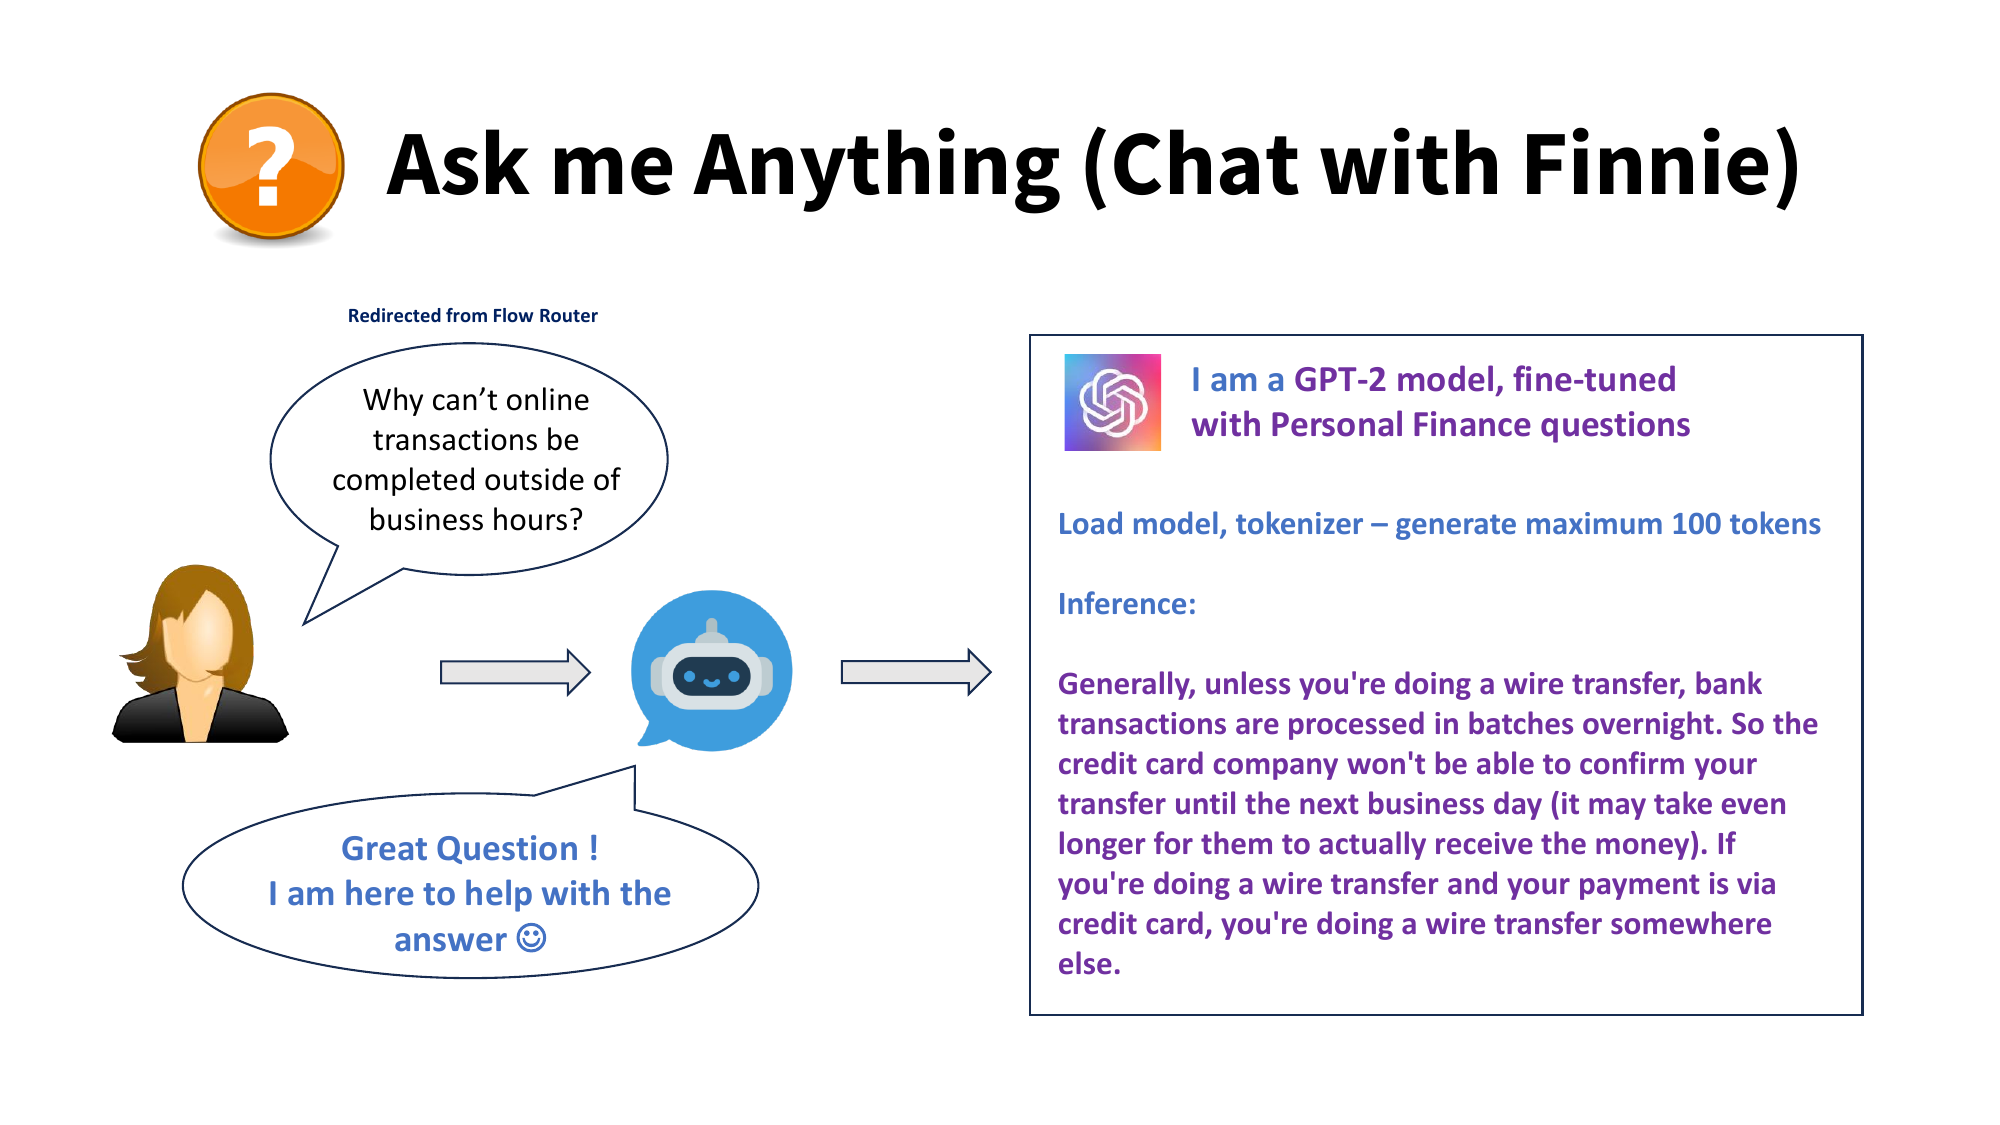 ?
Ask me Anything (Chat with Finnie)
Redirected from Flow Router
Why can’t online
transactions be
completed outside of
business hours?
Great Question !
I am here to help with the
answer ☺
I am a GPT-2 model, fine-tuned
with Personal Finance questions
Load model, tokenizer – generate maximum 100 tokens
Inference:
Generally, unless you're doing a wire transfer, bank
transactions are processed in batches overnight. So the
credit card company won't be able to confirm your
transfer until the next business day (it may take even
longer for them to actually receive the money). If
you're doing a wire transfer and your payment is via
credit card, you're doing a wire transfer somewhere
else.